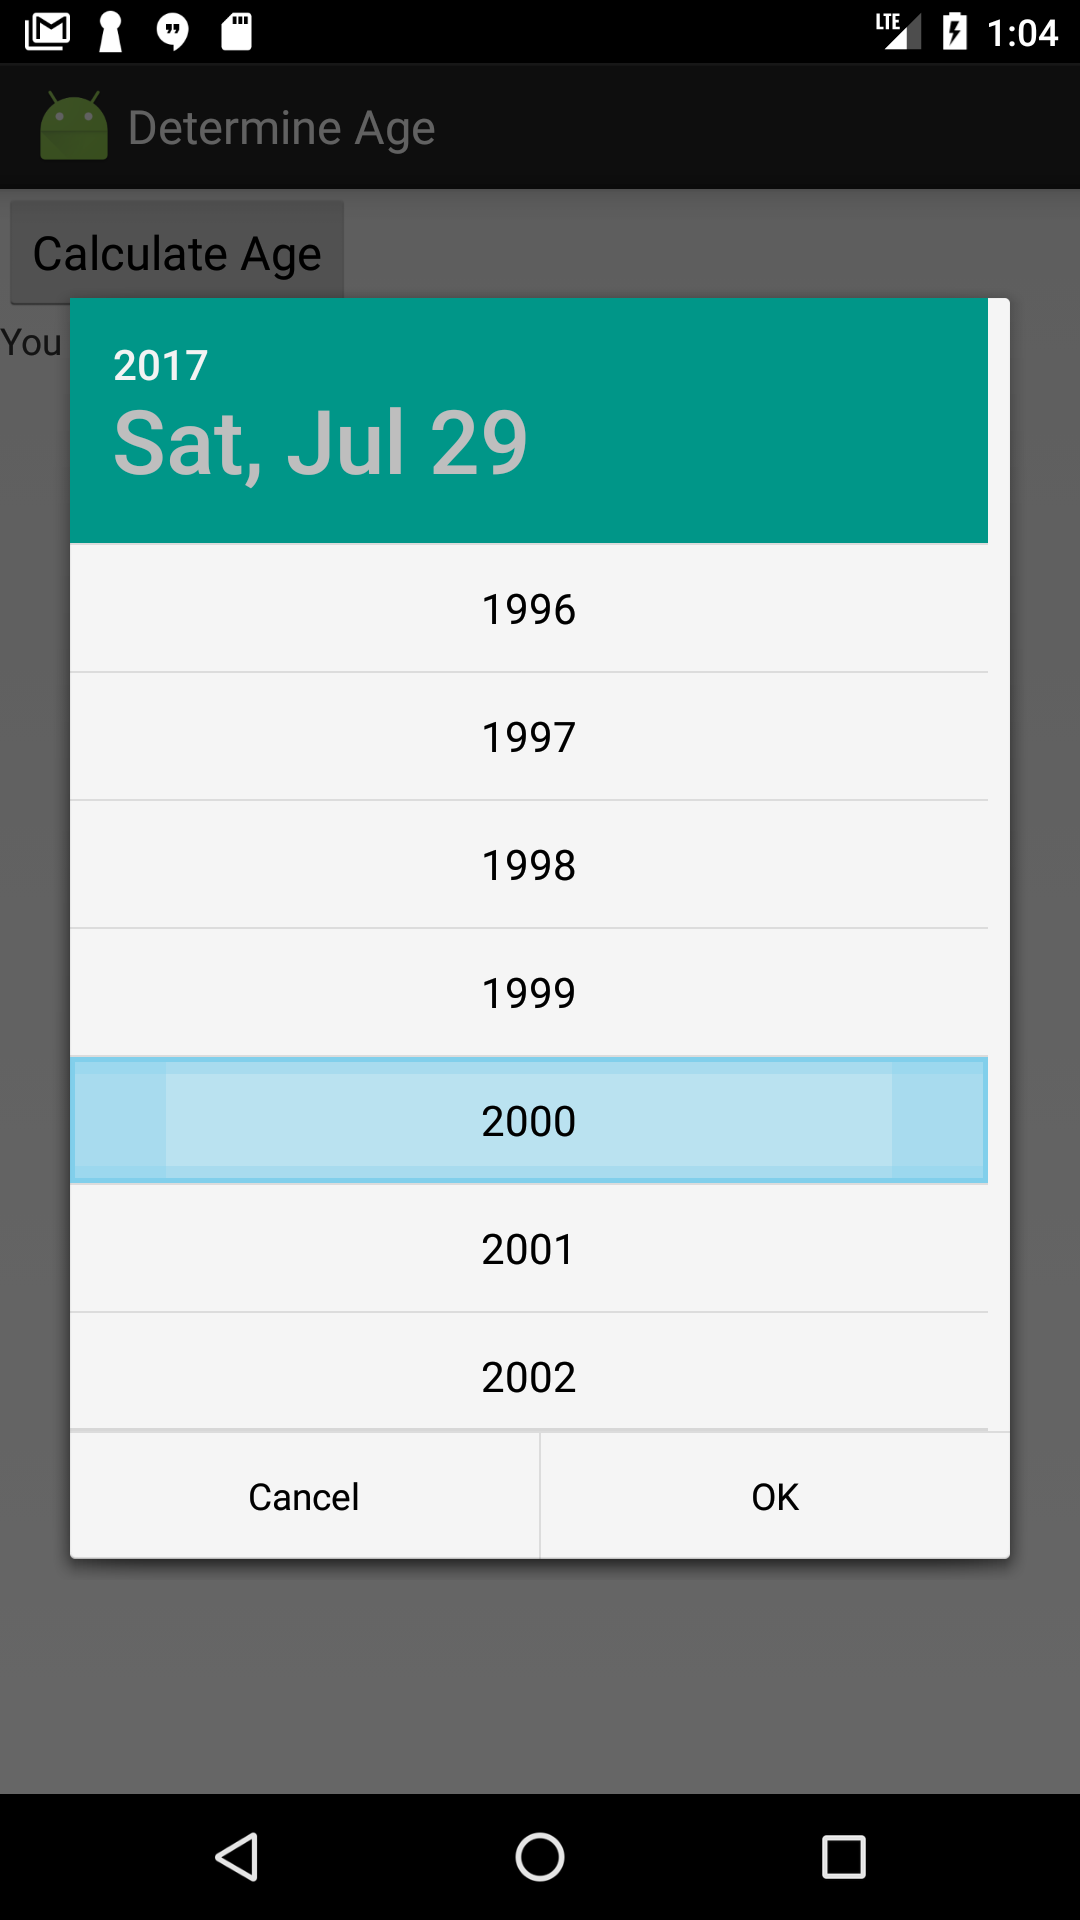 LTE 1:04
Determine Age
Calculate Age
You
2017
Sat, Jul 29
1996
1997
1998
1999
2000
2001
2002
Cancel OK